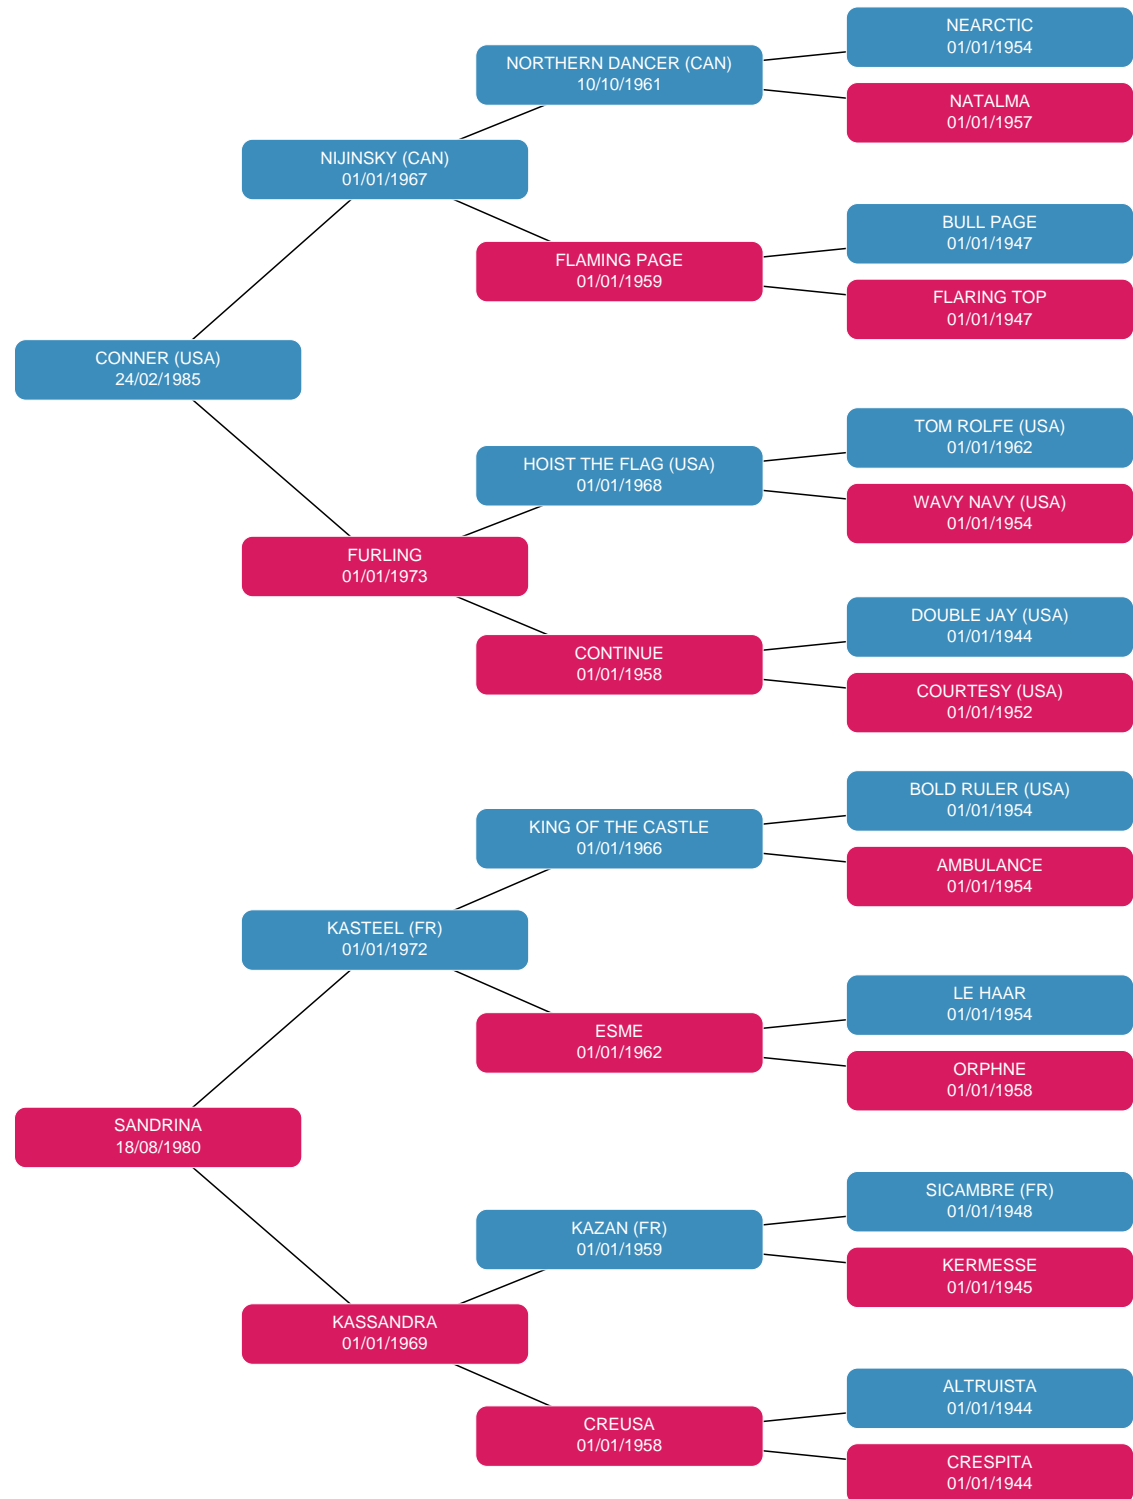 NEARCTIC
01/01/1954
NORTHERN DANCER (CAN)
10/10/1961
NATALMA
01/01/1957
NIJINSKY (CAN)
01/01/1967
BULL PAGE
01/01/1947
FLAMING PAGE
01/01/1959
FLARING TOP
01/01/1947
CONNER (USA)
24/02/1985
TOM ROLFE (USA)
01/01/1962
HOIST THE FLAG (USA)
01/01/1968
WAVY NAVY (USA)
01/01/1954
FURLING
01/01/1973
DOUBLE JAY (USA)
01/01/1944
CONTINUE
01/01/1958
COURTESY (USA)
01/01/1952
BOLD RULER (USA)
01/01/1954
KING OF THE CASTLE
01/01/1966
AMBULANCE
01/01/1954
KASTEEL (FR)
01/01/1972
LE HAAR
01/01/1954
ESME
01/01/1962
ORPHNE
01/01/1958
SANDRINA
18/08/1980
SICAMBRE (FR)
01/01/1948
KAZAN (FR)
01/01/1959
KERMESSE
01/01/1945
KASSANDRA
01/01/1969
ALTRUISTA
01/01/1944
CREUSA
01/01/1958
CRESPITA
01/01/1944